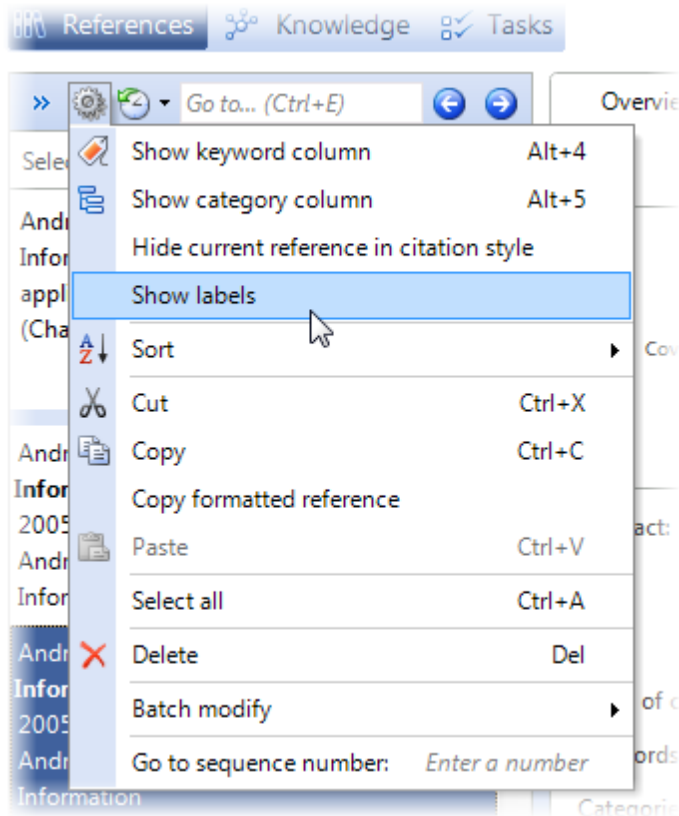 References Knowledge Tasks
Go to... (Ctrl+E)
Show keyword column Alt+4
Show category column Alt+5
Hide current reference in citation style
Show labels
Sort
Cut Ctrl+X
Copy Ctrl+C
Copy formatted reference
Paste Ctrl+V
Select all Ctrl+A
Delete Del
Batch modify
Go to sequence number: Enter a number
2005
Information